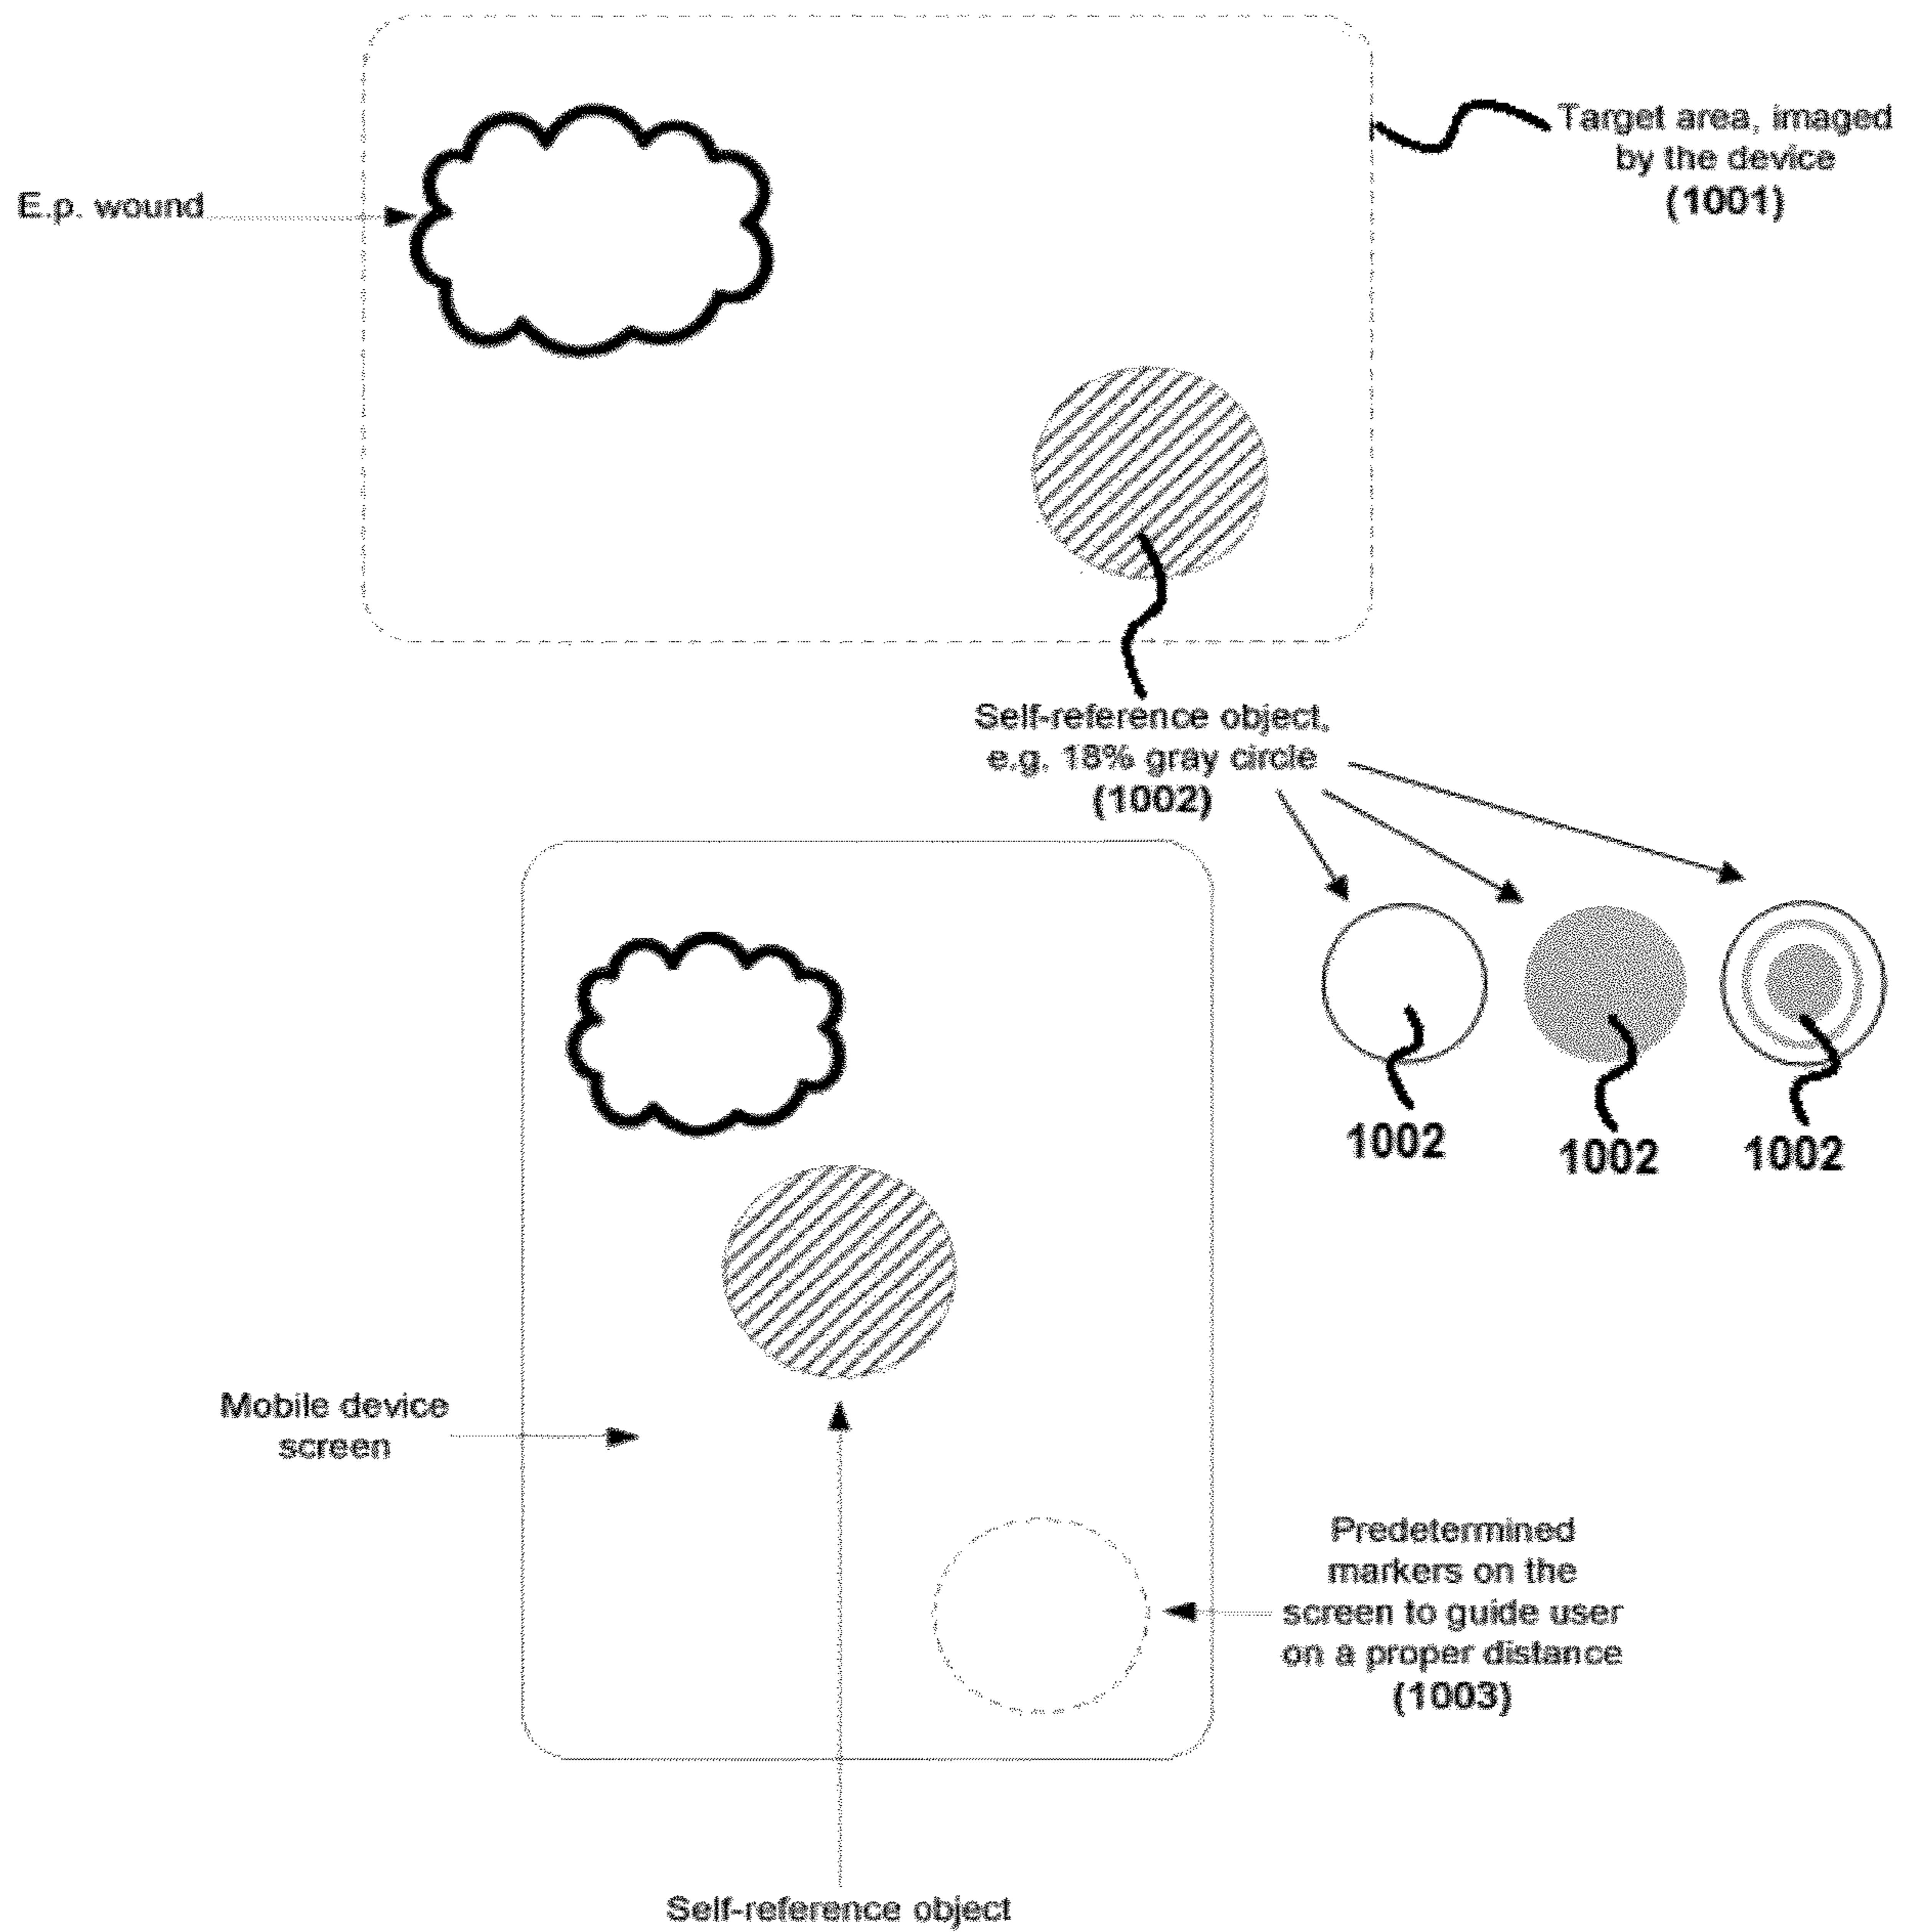 Target area, imaged
by the device
(1001)
E.p. wound
Self-reference object,
e.g. 18% gray circle
(1002)
1002
1002
1002
Mobile device
screen
Predetermined
markers on the
screen to guide user
on a proper distance
(1003)
Self-reference object